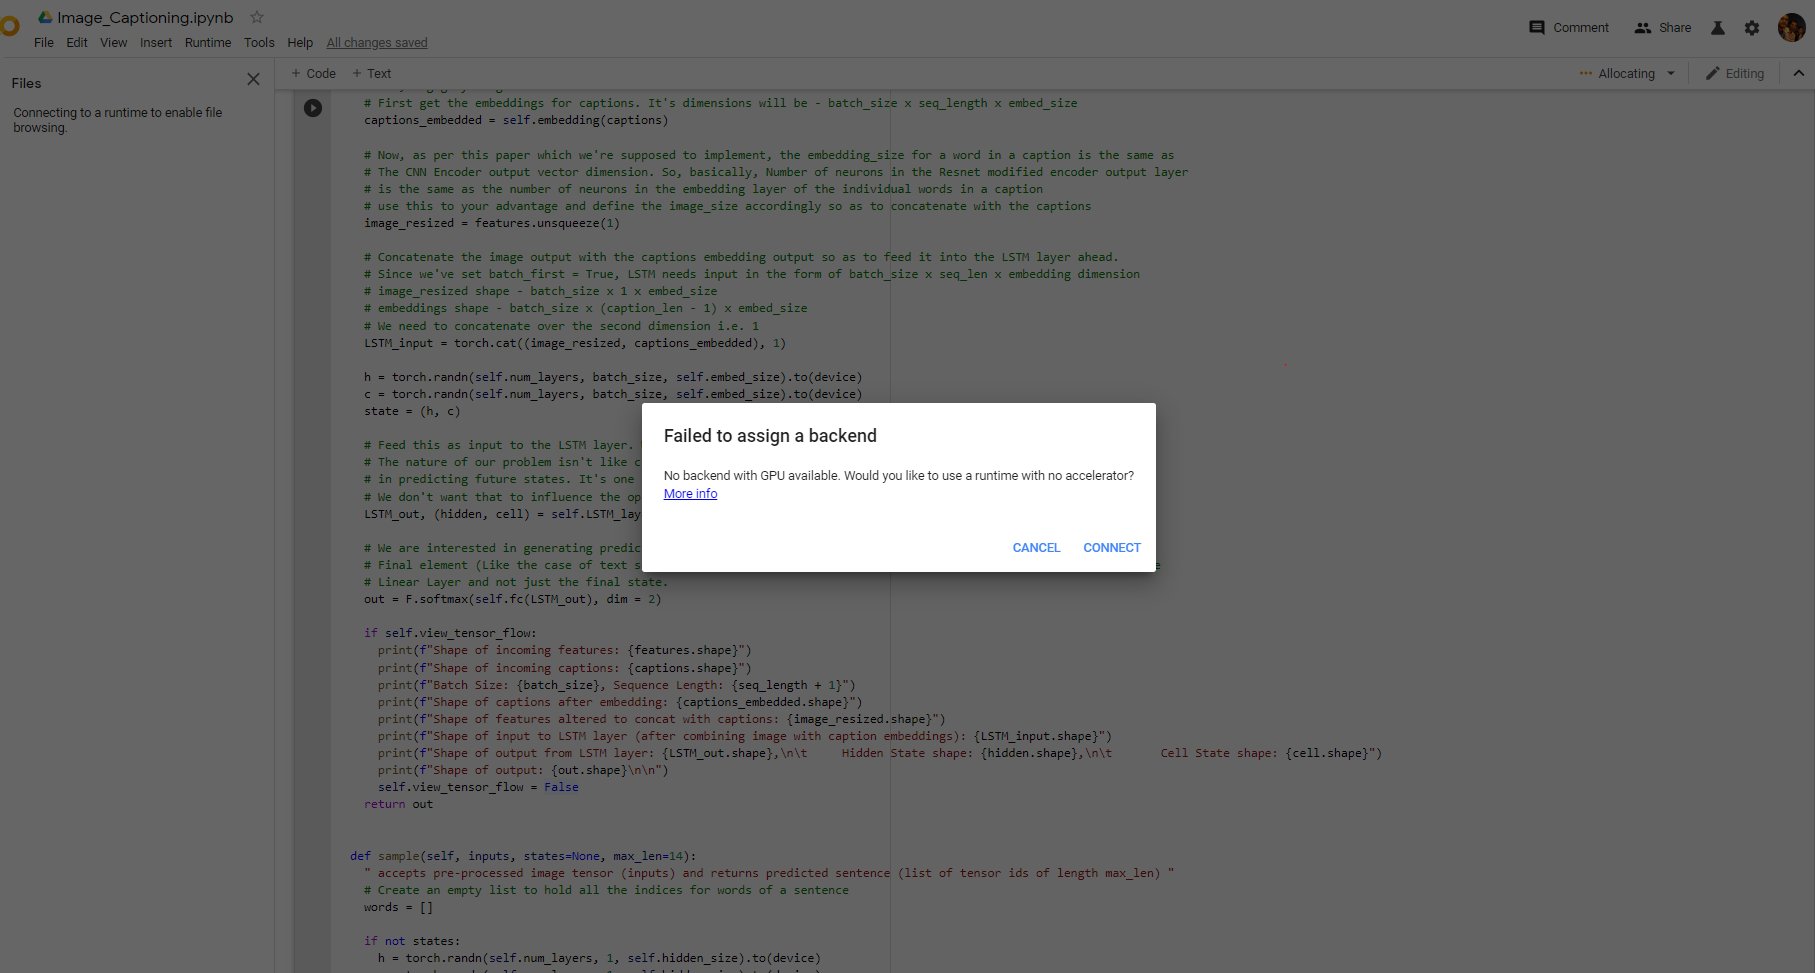 Image_Captioning.ipynb
File Edit View Insert Runtime Tools Help All changes saved
Comment Share
Files
Connecting to a runtime to enable file
browsing.
+ Code + Text
Allocating Editing
# First get the embeddings for captions. It's dimensions will be - batch_size x seq_length x embed_size
captions_embedded = self.embedding(captions)
# Now, as per this paper which we're supposed to implement, the embedding_size for a word in a caption is the same as
# The CNN Encoder output vector dimension. So, basically, Number of neurons in the Resnet modified encoder output layer
# is the same as the number of neurons in the embedding layer of the individual words in a caption
# use this to your advantage and define the image_size accordingly so as to concatenate with the captions
image_resized = features.unsqueeze(1)
# Concatenate the image output with the captions embedding output so as to feed it into the LSTM layer ahead.
# Since we've set batch_first = True, LSTM needs input in the form of batch_size x seq_len x embedding dimension
# image_resized shape - batch_size x 1 x embed_size
# embeddings shape - batch_size x (caption_len - 1) x embed_size
# We need to concatenate over the second dimension i.e. 1
LSTM_input = torch.cat((image_resized, captions_embedded), 1)
h = torch.randn(self.num_layers, batch_size, self.embed_size).to(device)
c = torch.randn(self.num_layers, batch_size, self.embed_size).to(device)
state = (h, c)
# Feed this as input to the LSTM layer.
# The nature of our problem isn't like
# in predicting future states. It's one
# We don't want that to influence the
LSTM_out, (hidden, cell) = self.LSTM_lay
# We are interested in generating
# Final element (Like the case of text
# Linear Layer and not just the final state.
out = F.softmax(self.fc(LSTM_out), dim = 2)
Failed to assign a backend
No backend with GPU available. Would you like to use a runtime with no accelerator?
More info
CANCEL CONNECT
if self.view_tensor_flow:
print(f"Shape of incoming features: {features.shape}")
print(f"Shape of incoming captions: {captions.shape}")
print(f"Batch Size: {batch_size}, Sequence Length: {seq_length + 1}")
print(f"Shape of captions after embedding: {captions_embedded.shape}")
print(f"Shape of features altered to concat with captions: {image_resized.shape}")
print(f"Shape of input to LSTM layer (after combining image with caption embeddings): {LSTM_input.shape}")
print(f"Shape of output from LSTM layer: {LSTM_out.shape},\n\t Hidden State shape: {hidden.shape},\n\t Cell State shape: {cell.shape}")
print(f"Shape of output: {out.shape}\n\n")
self.view_tensor_flow = False
return out
def sample(self, inputs, states=None, max_len=14):
" accepts pre-processed image tensor (inputs) and returns predicted sentence (list of tensor ids of length max_len) "
# Create an empty list to hold all the indices for words of a sentence
words = []
if not states:
h = torch.randn(self.num_layers, 1, self.hidden_size).to(device)